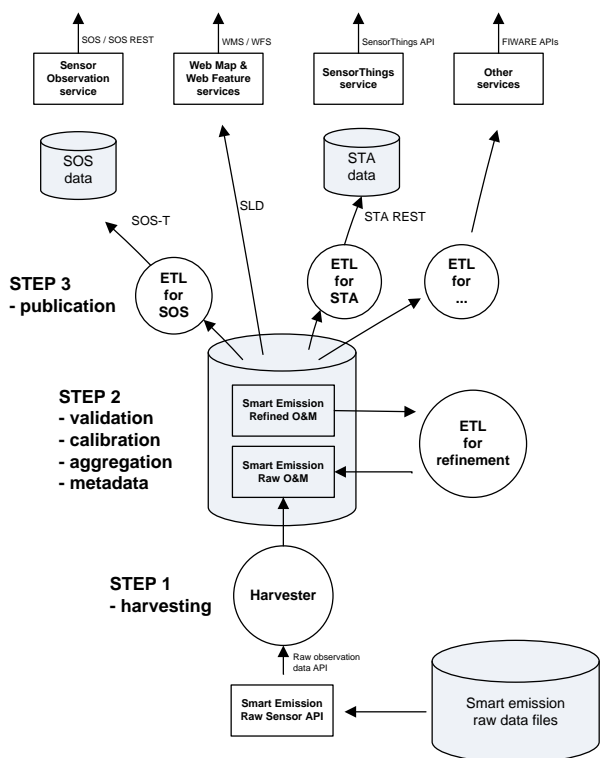 SOS / SOS REST
WMS / WFS
SensorThings API
FIWARE APIs
Sensor
Observation
service
Web Map &
Web Feature
services
SensorThings
service
Other
services
SOS
data
STA
data
SLD
SOS-T
STA REST
STEP 3
- publication
ETL
for
SOS
ETL
for
STA
ETL
for
...
STEP 2
- validation
- calibration
- aggregation
- metadata
Smart Emission
Refined O&M
Smart Emission
Raw O&M
ETL
for
refinement
STEP 1
- harvesting
Harvester
Raw observation
data API
Smart Emission
Raw Sensor API
Smart emission
raw data files